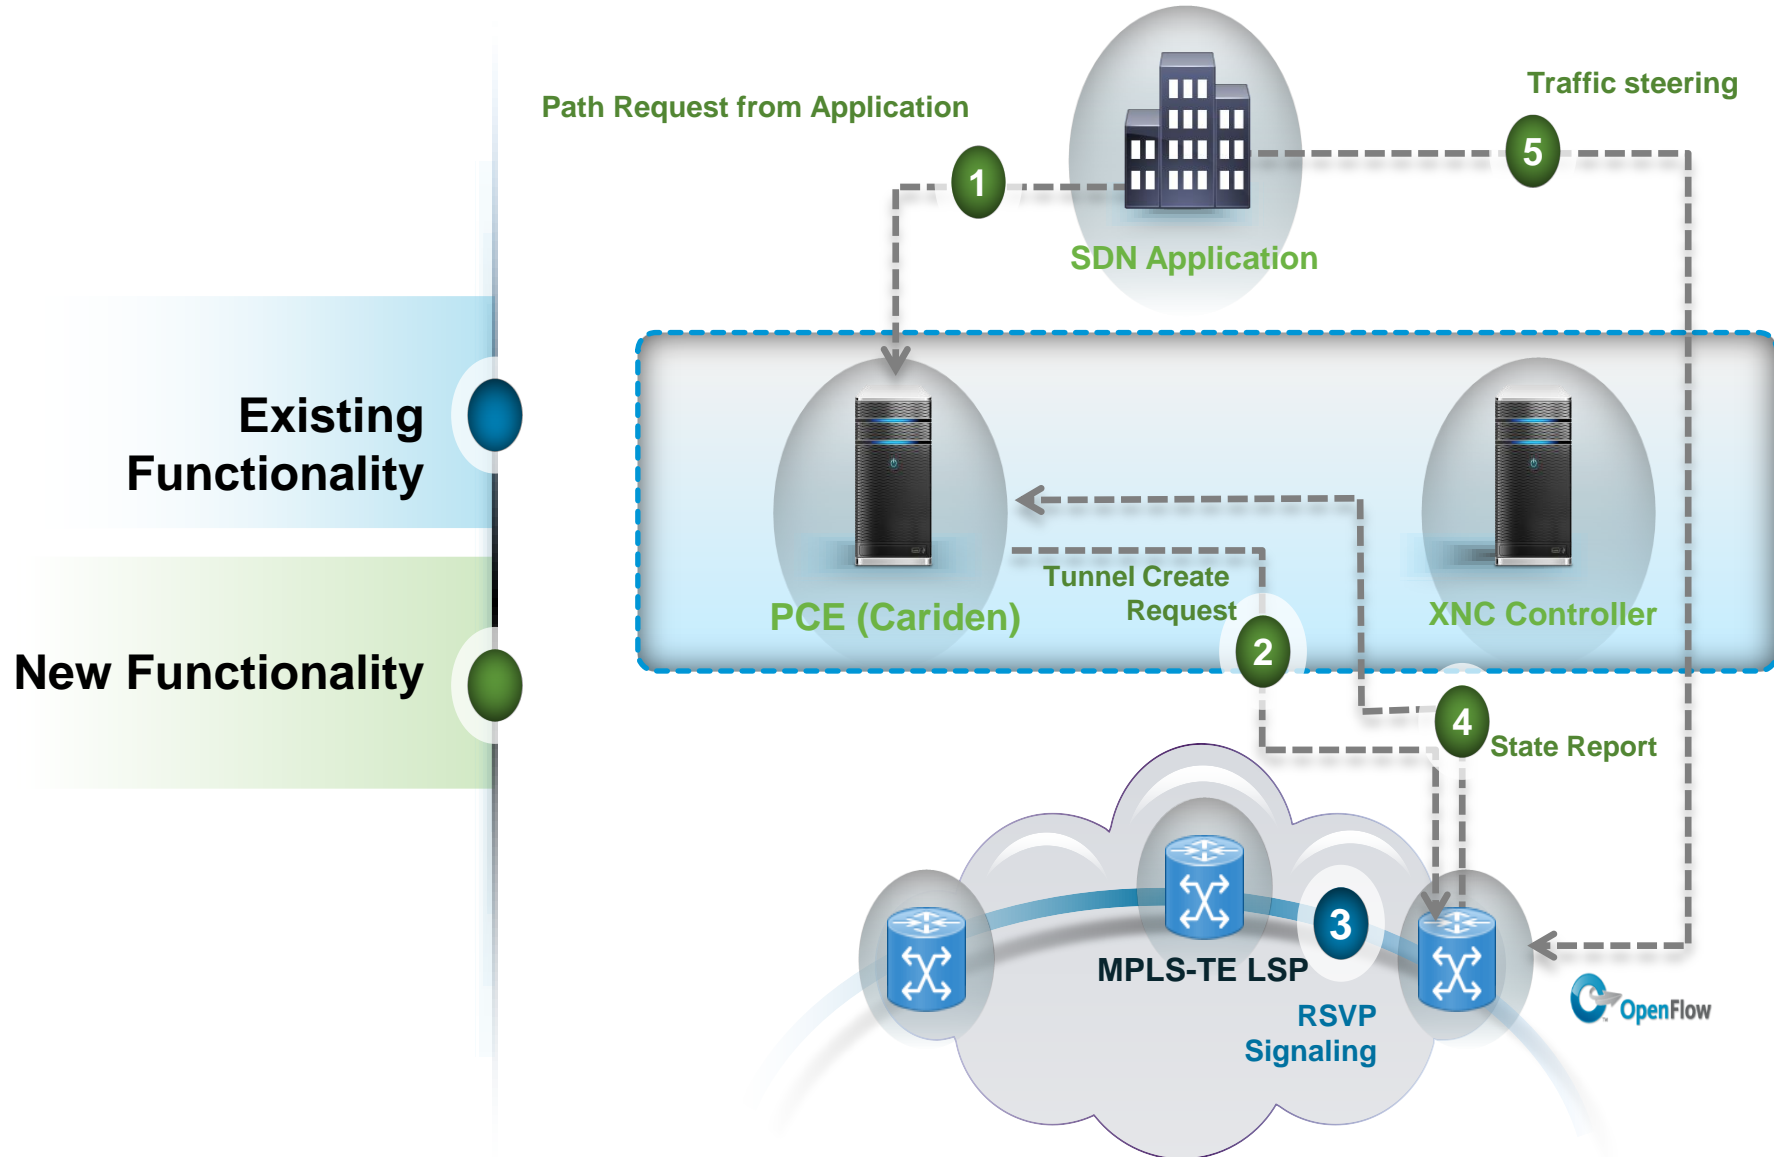 Existing
Functionality
New Functionality
Path Request from Application
1
SDN Application
Traffic steering
5
PCE (Cariden)
Tunnel Create
Request
2
XNC Controller
4
State Report
3
MPLS-TE LSP
RSVP
Signaling
OpenFlow